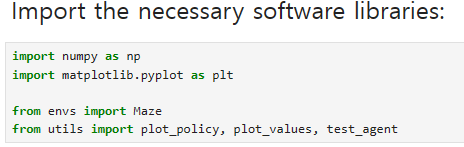 Import the necessary software libraries:
import numpy as np
import matplotlib.pyplot as plt
from envs import Maze
from utils import plot_policy, plot_values, test_agent